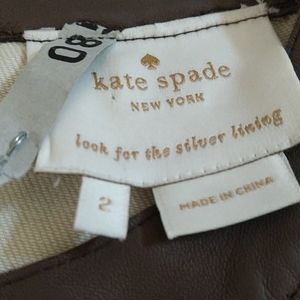 kate spade
NEW YORK
look for the silver lining
2
MADE IN CHINA